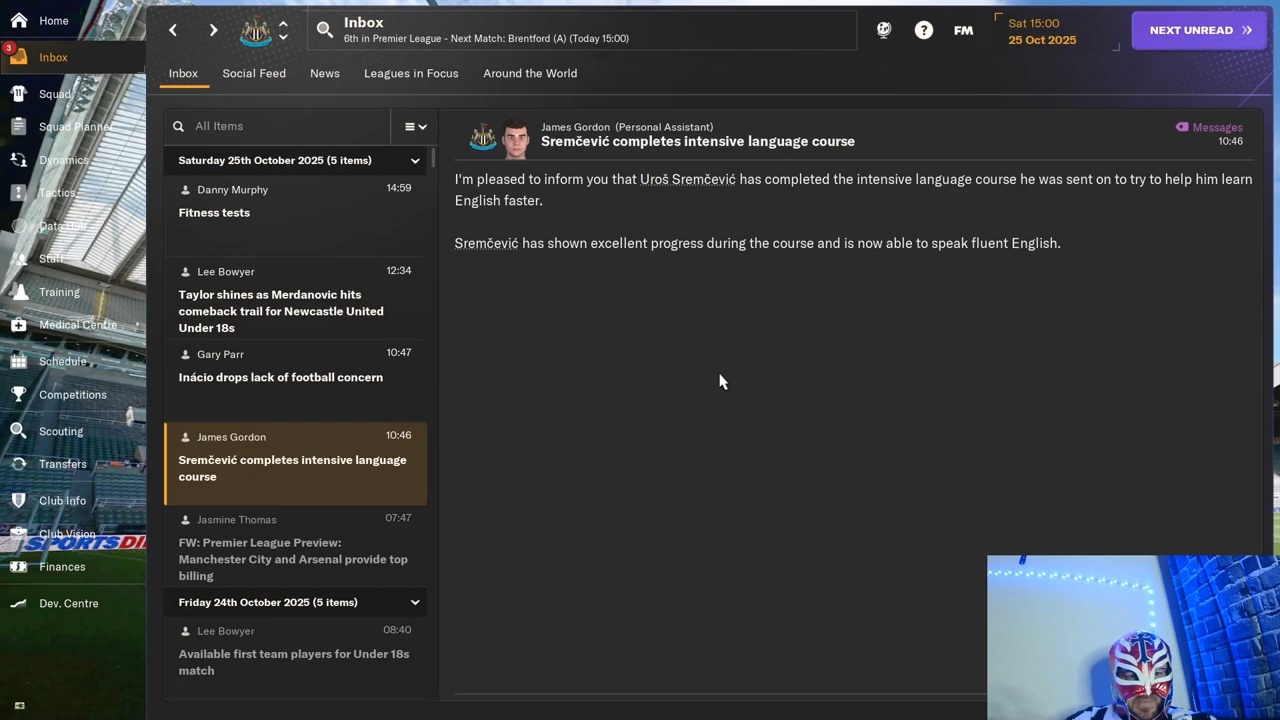 Home
3
Inbox
Squad
Squad Planner
Dynamics
Tactics
Data Hub
Staff
Training
Medical Centre
Schedule
Competitions
Scouting
Transfers
Club Info
Club Vision
SPORTSDI
Finances
Dev. Centre
Inbox
6th in Premier League - Next Match: Brentford (A) (Today 15:00)
?
FM
Sat 15:00
25 Oct 2025
NEXT UNREAD
Inbox
Social Feed
News
Leagues in Focus
Around the World
All Items
Saturday 25th October 2025 (5 items)
Danny Murphy 14:59
Fitness tests
Lee Bowyer 12:34
Taylor shines as Merdanovic hits
comeback trail for Newcastle United
Under 18s
Gary Parr 10:47
Inácio drops lack of football concern
James Gordon 10:46
Sremčević completes intensive language
course
Jasmine Thomas 07:47
FW: Premier League Preview:
Manchester City and Arsenal provide top
billing
Friday 24th October 2025 (5 items)
Lee Bowyer 08:40
Available first team players for Under 18s
match
James Gordon (Personal Assistant)
Sremčević completes intensive language course
Messages
10:46
I'm pleased to inform you that Uroš Sremčević has completed the intensive language course he was sent on to try to help him learn
English faster.
Sremčević has shown excellent progress during the course and is now able to speak fluent English.